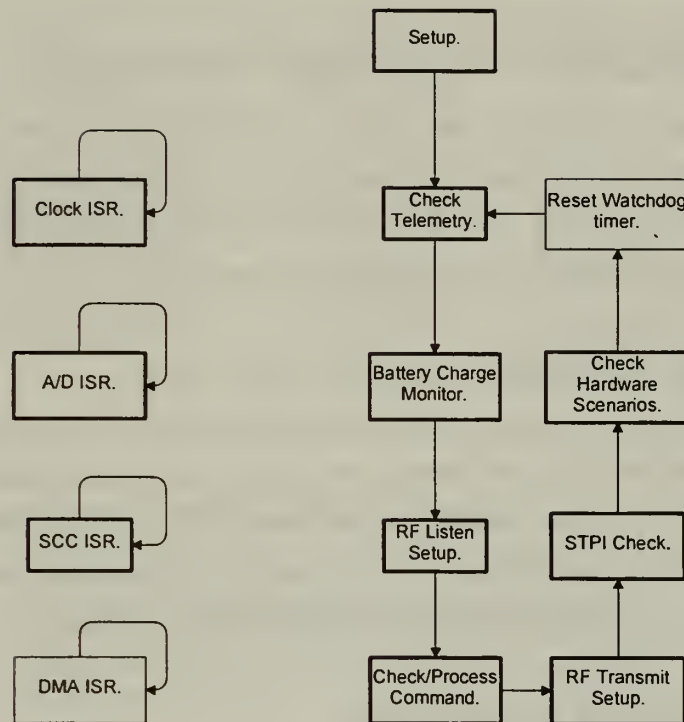 Setup.
Clock ISR.
Check
Telemetry.
Reset Watchdog
timer.
A/D ISR.
Battery Charge
Monitor.
Check
Hardware
Scenarios.
SCC ISR.
RF Listen
Setup.
STPI Check.
DMA ISR.
Check/Process
Command.
RF Transmit
Setup.